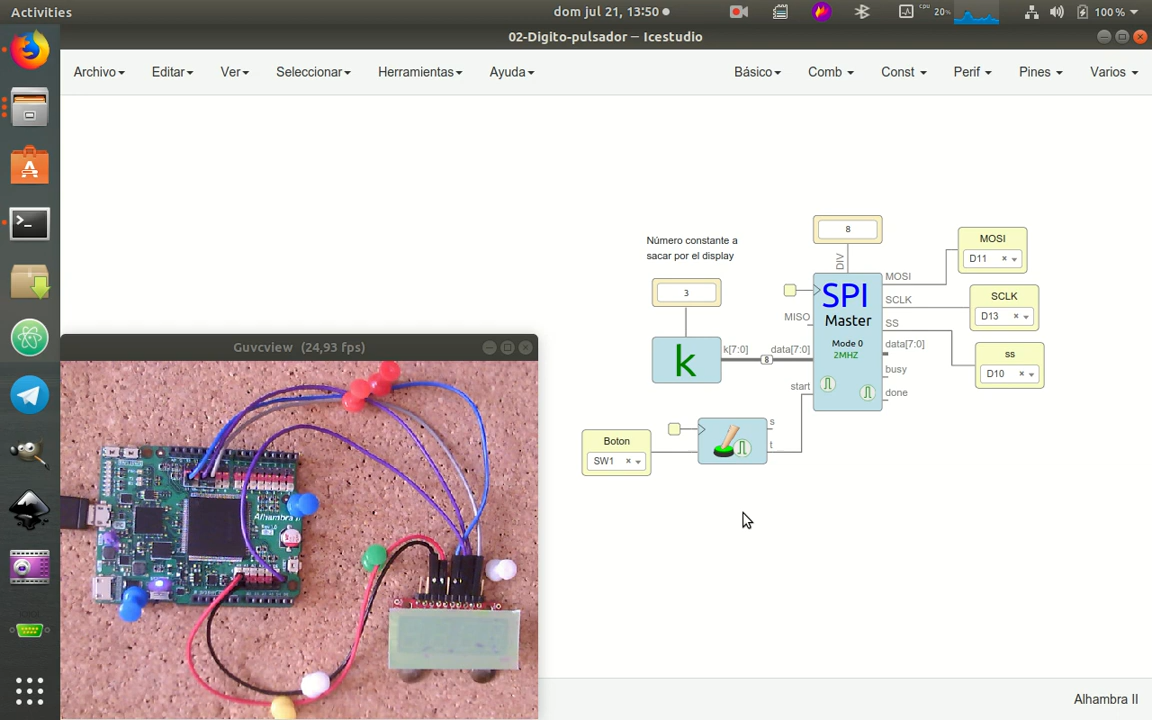 Activities
dom jul 21, 13:50
cpu
20%
100 %
02-Digito-pulsador — Icestudio
Archivo
Editar
Ver
Seleccionar
Herramientas
Ayuda
Básico
Comb
Const
Perif
Pines
Varios
Número constante a
sacar por el display
3
k
k[7:0]
8
8
DIV
SPI
Master
Mode 0
2MHZ
MISO
data[7:0]
start
MOSI
SCLK
SS
data[7:0]
busy
done
MOSI
D11
SCLK
D13
ss
D10
Boton
SW1
s
t
Guvcview (24,93 fps)
Alhambra II
Alhambra II